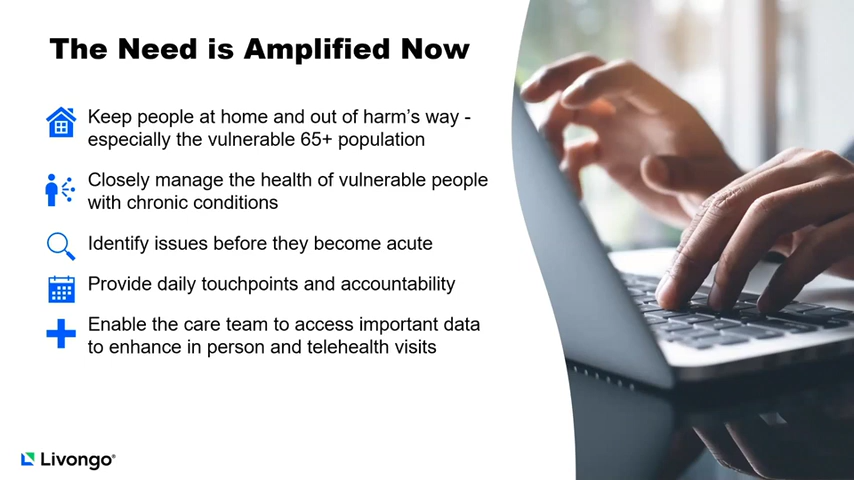 The Need is Amplified Now
Keep people at home and out of harm's way -
especially the vulnerable 65+ population
Closely manage the health of vulnerable people
with chronic conditions
Identify issues before they become acute
Provide daily touchpoints and accountability
Enable the care team to access important data
to enhance in person and telehealth visits
Livongo®